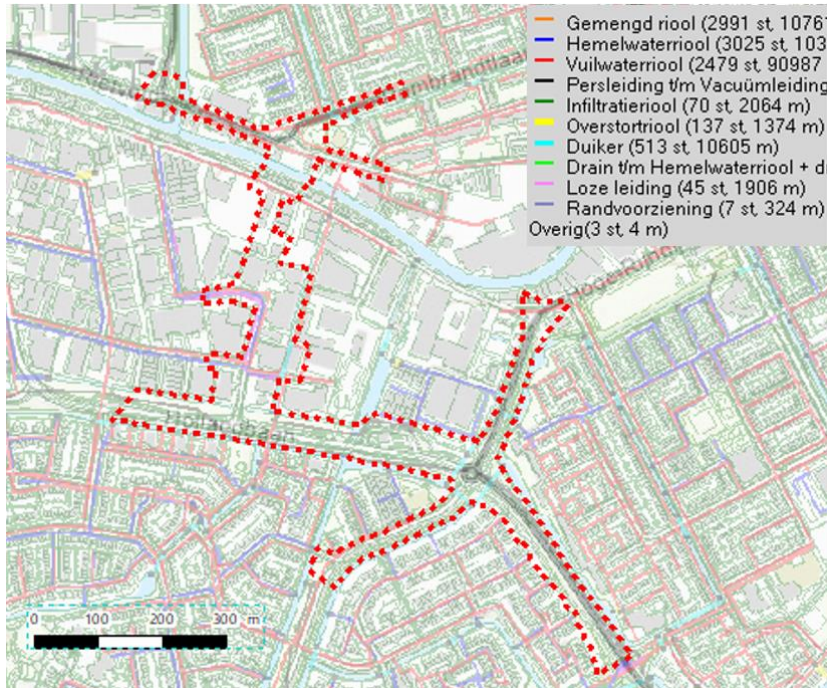 Gemengd riool (2991 st, 10761
Hemelwaterriool (3025 st, 103
Vuilwaterriool (2479 st, 90987
Persleiding t/m Vacuümleiding
Infiltratieriool (70 st, 2064 m)
Overstortriool (137 st, 1374 m)
Duiker (513 st, 10605 m)
Drain t/m Hemelwaterriool + dr
Loze leiding (45 st, 1906 m)
Randvoorziening (7 st, 324 m)
Overig(3 st, 4 m)
0 100 200 300 m